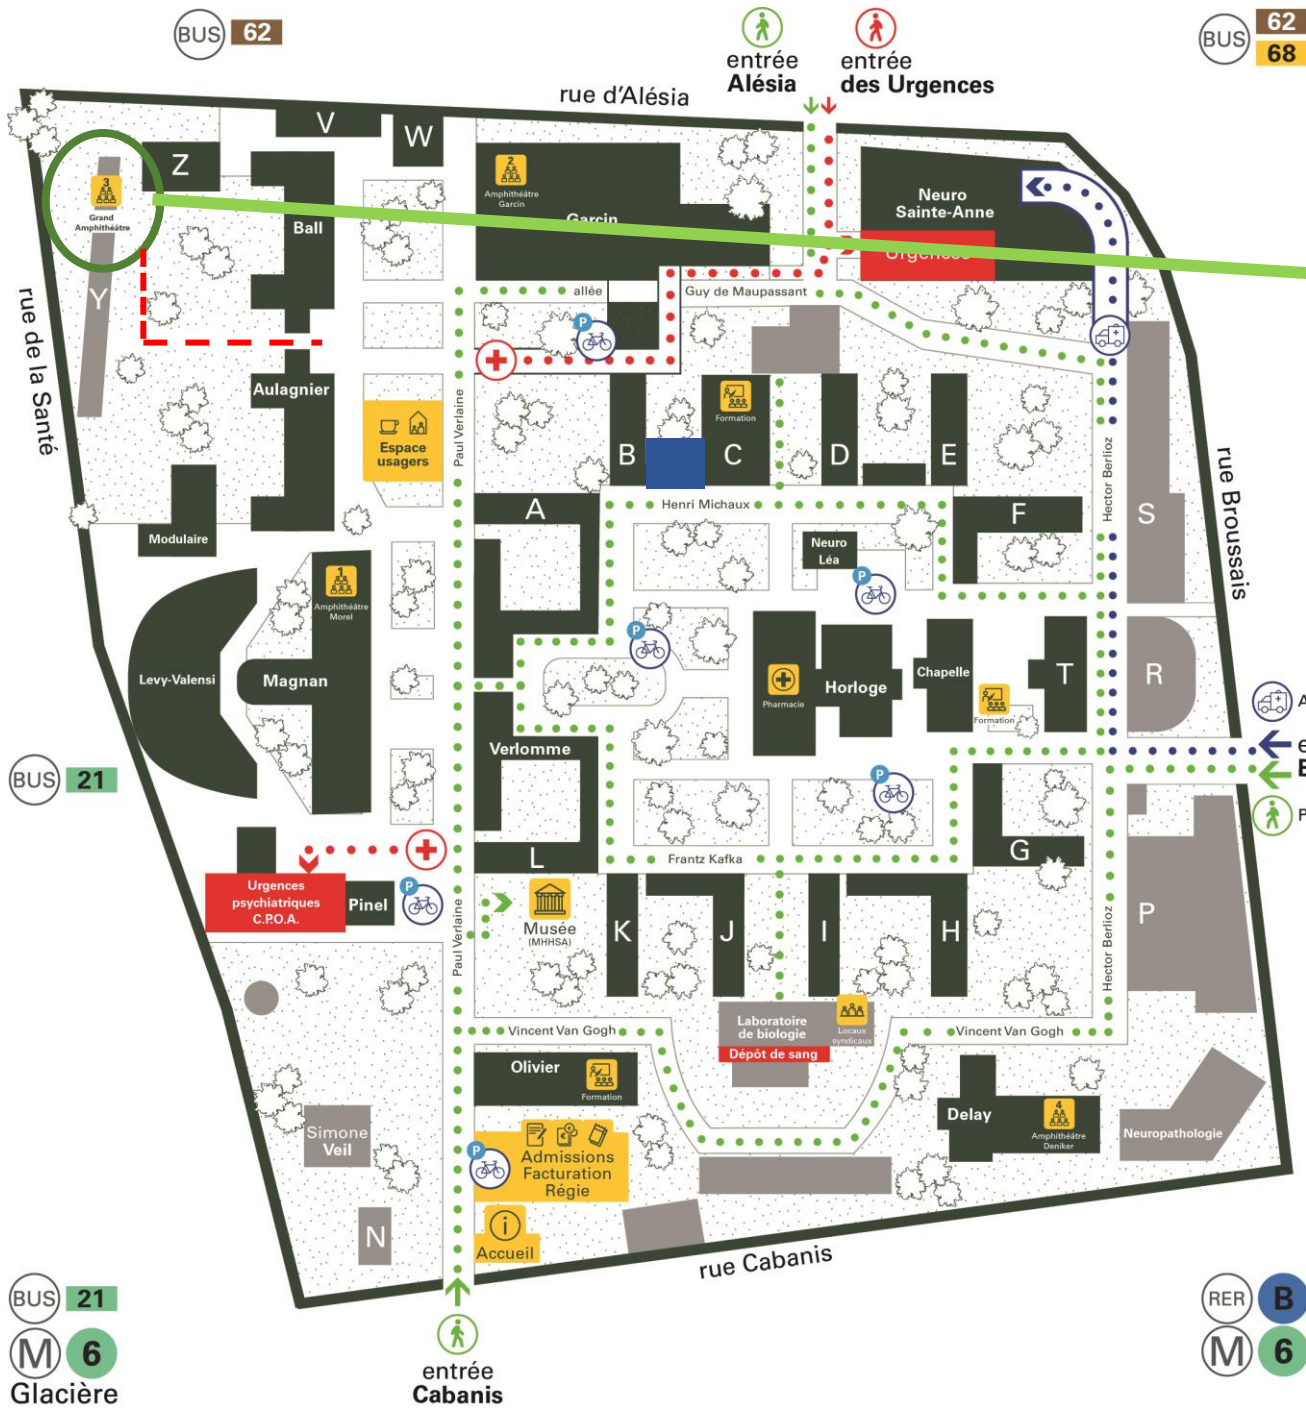 BUS 62
entrée
Alésia
entrée
des Urgences
BUS 62
68
rue d'Alésia
V
W
Z
3
Grand
Amphithéâtre
Y
Ball
2
Amphithéâtre
Garcin
Garcin
Neuro
Sainte-Anne
Urgences
rue de la Santé
allée
Guy de Maupassant
P
Aulagnier
Espace
usagers
Paul Verlaine
B
Formation
C
D
E
Hector Berlioz
rue Broussais
Henri Michaux
A
F
S
Modulaire
Neuro
Léa
P
1
Amphithéâtre
Morel
P
Levy-Valensi
Magnan
Pharmacie
Horloge
Chapelle
Formation
T
R
A
e
E
P
Verlomme
BUS 21
P
L
Frantz Kafka
G
Urgences
psychiatriques
C.P.O.A.
Pinel
P
Paul Verlaine
Musée
(MHHSA)
K
J
I
H
Hector Berlioz
P
Vincent Van Gogh
Laboratoire
de biologie
Dépôt de sang
Locaux
syndicaux
Vincent Van Gogh
Olivier
Formation
Delay
4
Amphithéâtre
Deniker
Neuropathologie
Simone
Veil
P
Admissions
Facturation
Régie
N
i
Accueil
rue Cabanis
BUS 21
M 6
Glacière
entrée
Cabanis
RER B
M 6